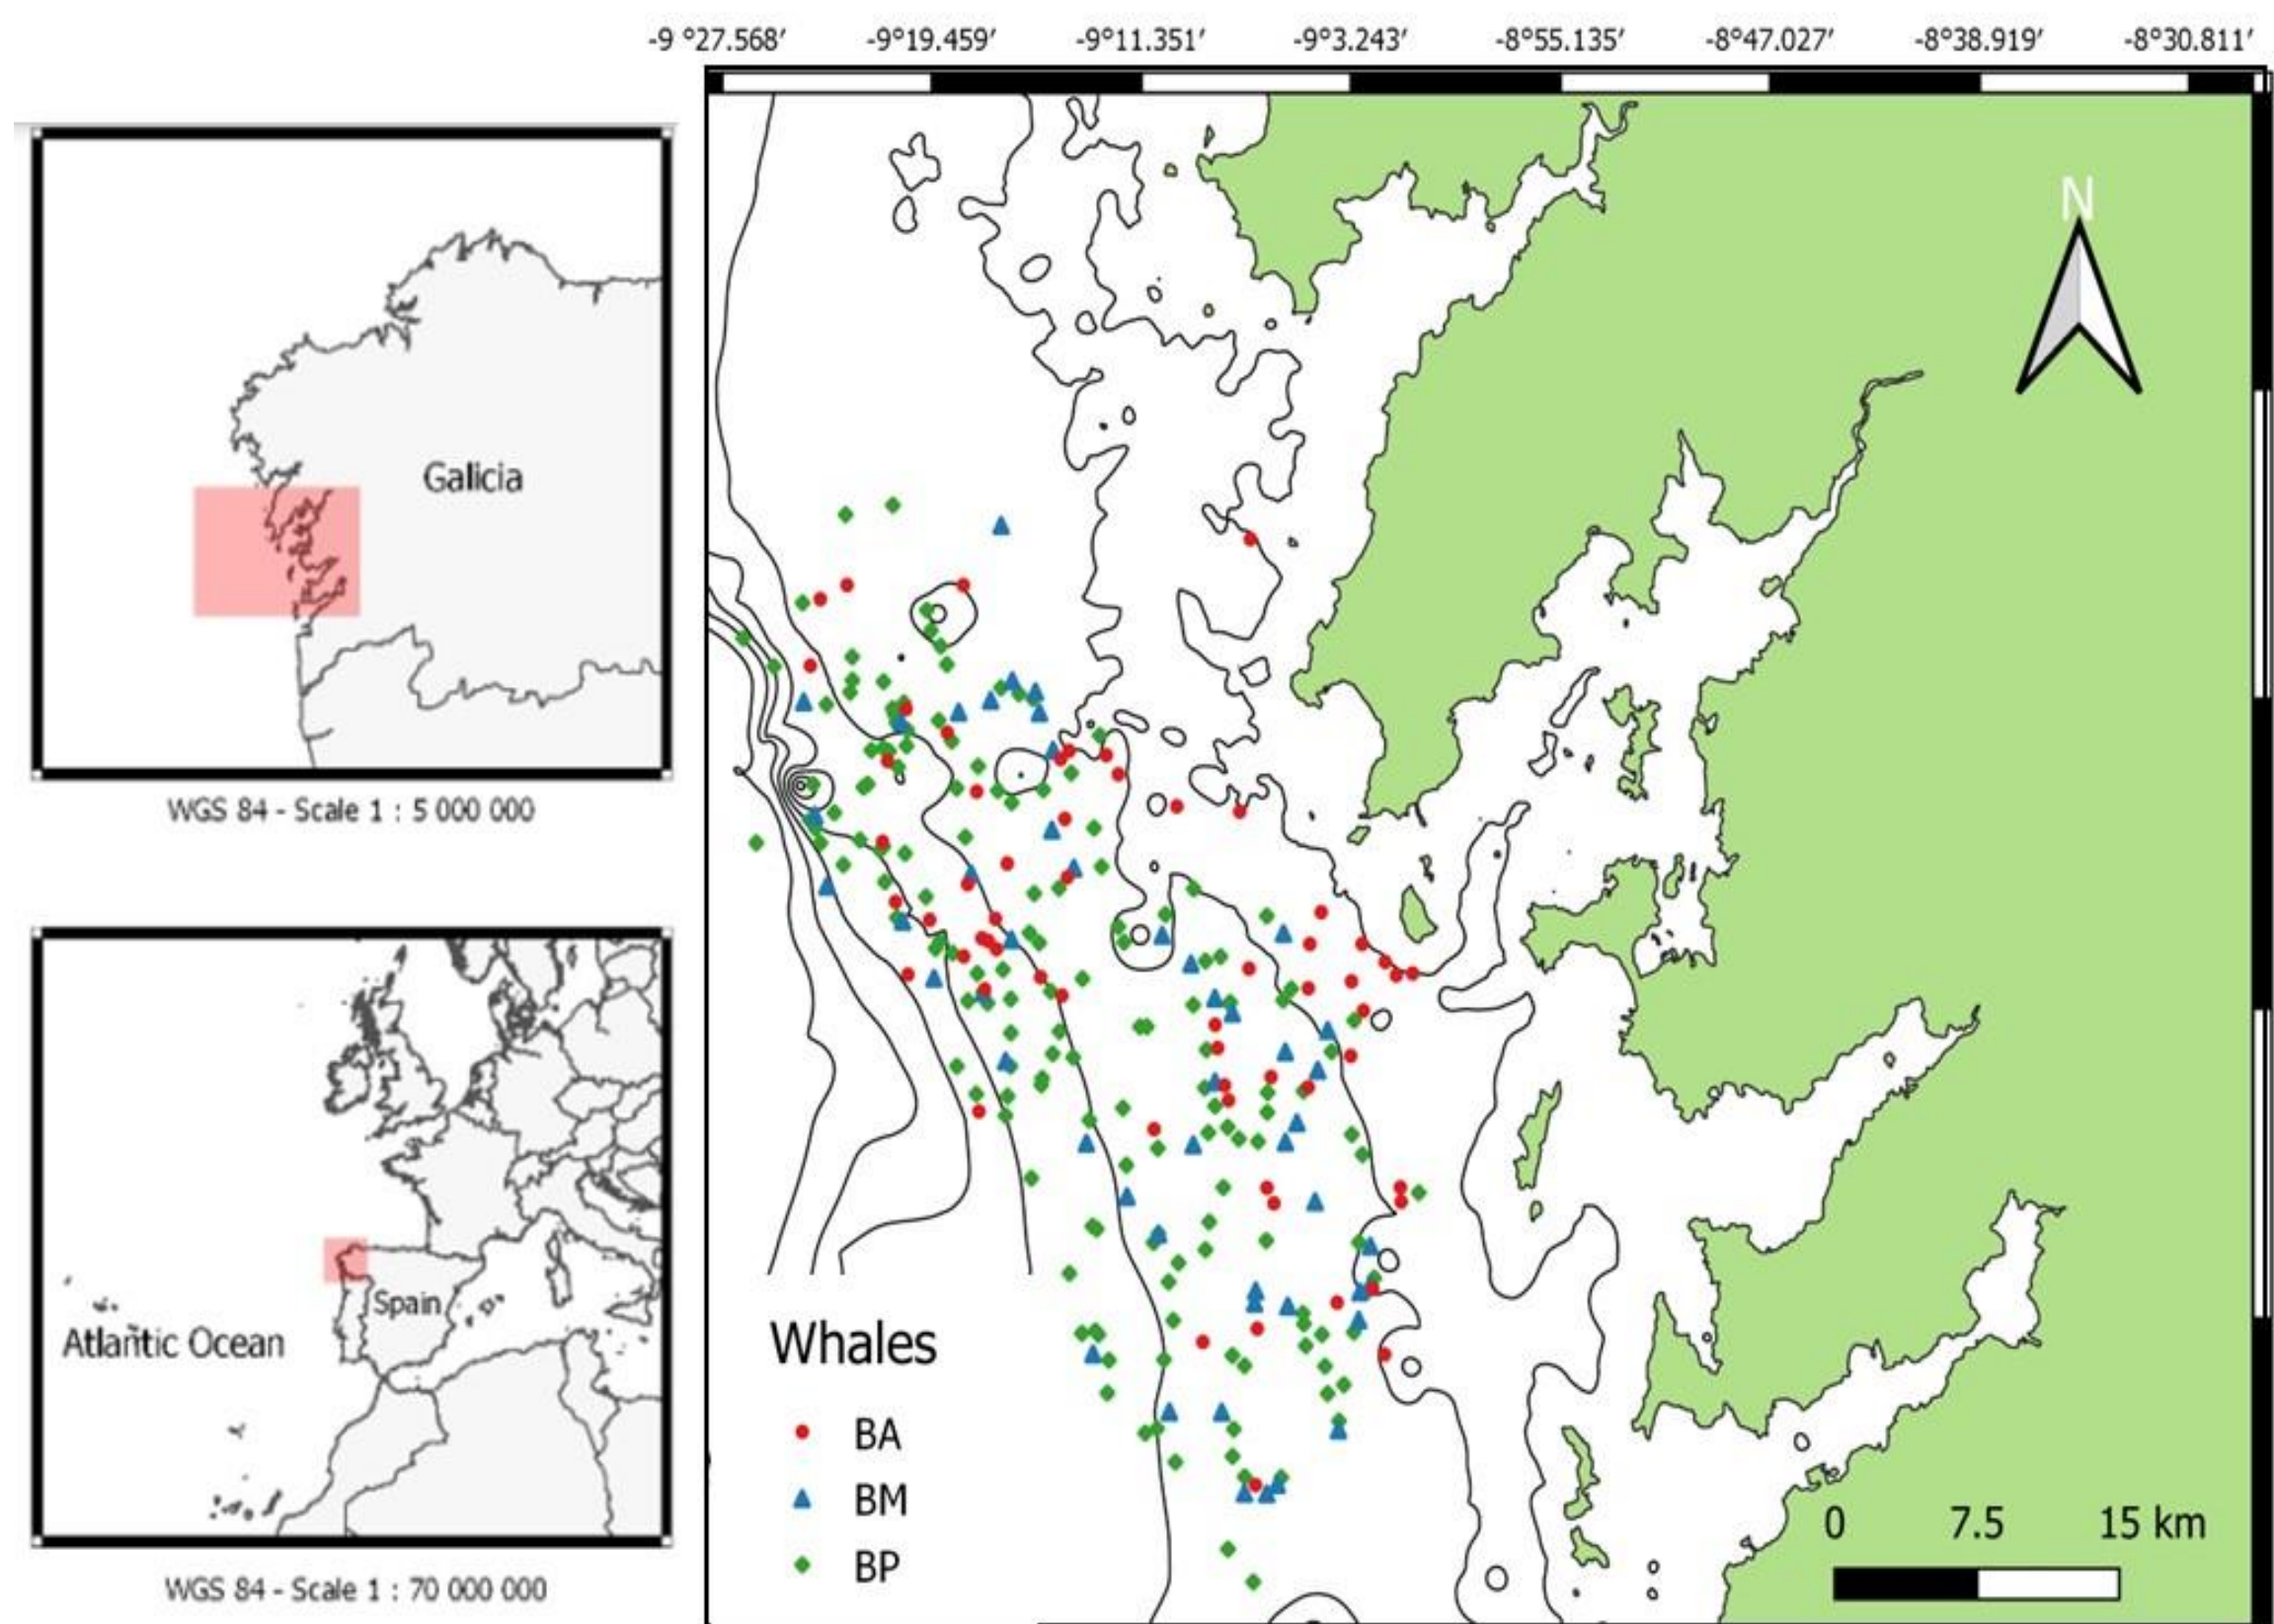 -9 °27.568′ -9°19.459′ -9°11.351′ -9°3.243′ -8°55.135′ -8°47.027′ -8°38.919′ -8°30.811′
N
Galicia
WGS 84 - Scale 1 : 5 000 000
Spain
Atlantic Ocean
WGS 84 - Scale 1 : 70 000 000
Whales
BA
BM
BP
0 7.5 15 km